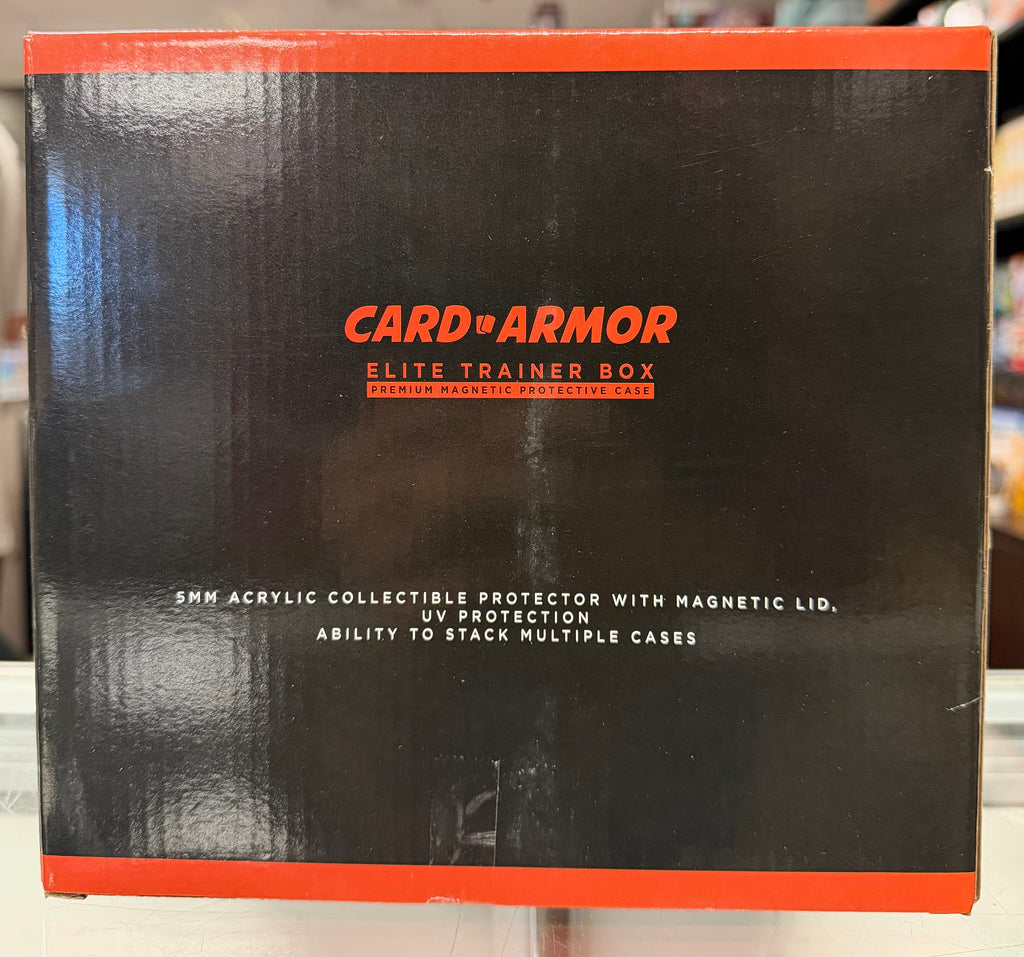 CARD ARMOR
ELITE TRAINER BOX
PREMIUM MAGNETIC PROTECTIVE CASE
5MM ACRYLIC COLLECTIBLE PROTECTOR WITH MAGNETIC LID,
UV PROTECTION
ABILITY TO STACK MULTIPLE CASES